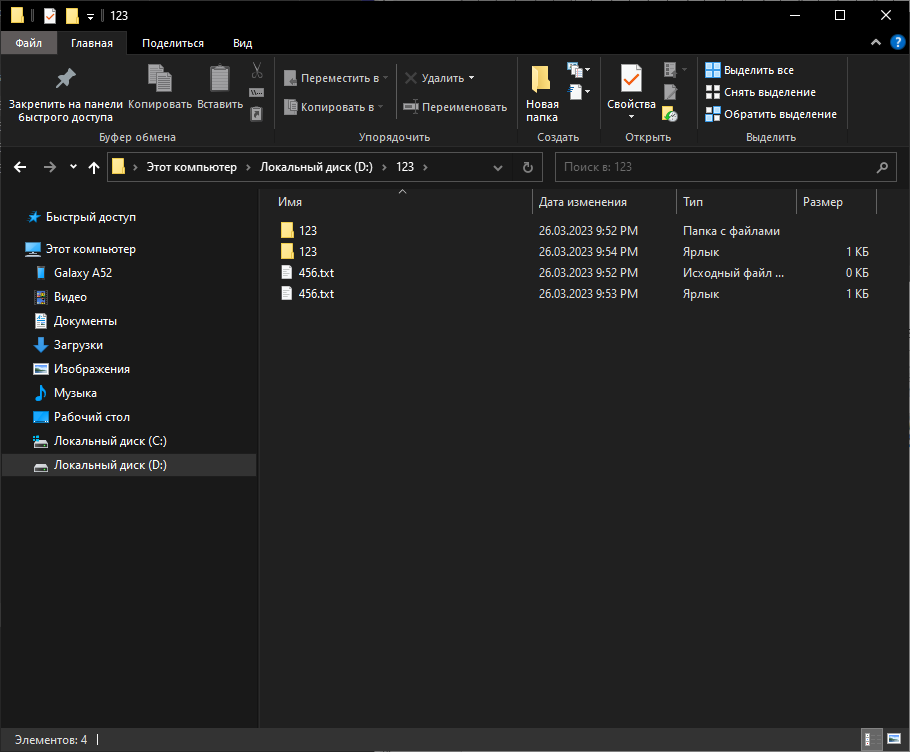 123
Файл Главная Поделиться Вид
Закрепить на панели быстрого доступа
Копировать
Вставить
Буфер обмена
Переместить в
Копировать в
Удалить
Переименовать
Упорядочить
Новая папка
Создать
Свойства
Открыть
Выделить все
Снять выделение
Обратить выделение
Выделить
Этот компьютер > Локальный диск (D:) > 123 >
Поиск в: 123
Быстрый доступ
Этот компьютер
Galaxy A52
Видео
Документы
Загрузки
Изображения
Музыка
Рабочий стол
Локальный диск (C:)
Локальный диск (D:)
Имя Дата изменения Тип Размер
123 26.03.2023 9:52 PM Папка с файлами
123 26.03.2023 9:54 PM Ярлык 1 КБ
456.txt 26.03.2023 9:52 PM Исходный файл ... 0 КБ
456.txt 26.03.2023 9:53 PM Ярлык 1 КБ
Элементов: 4